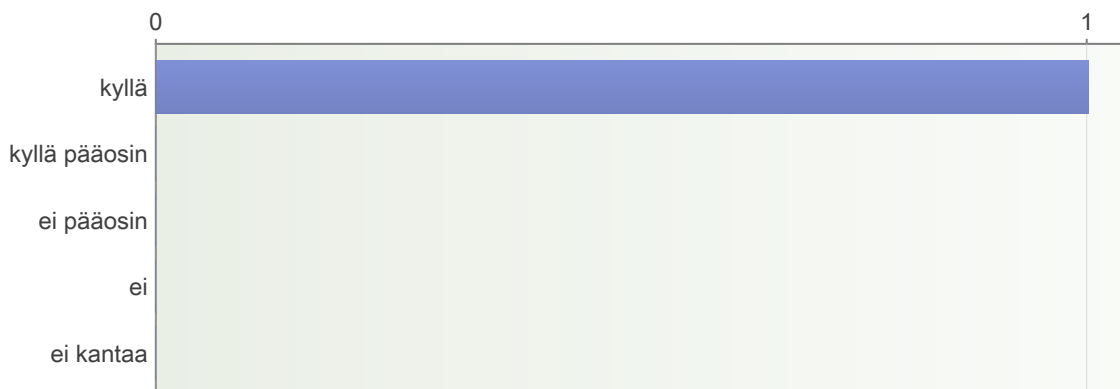 0 1
kyllä
kyllä pääosin
ei pääosin
ei
ei kantaa